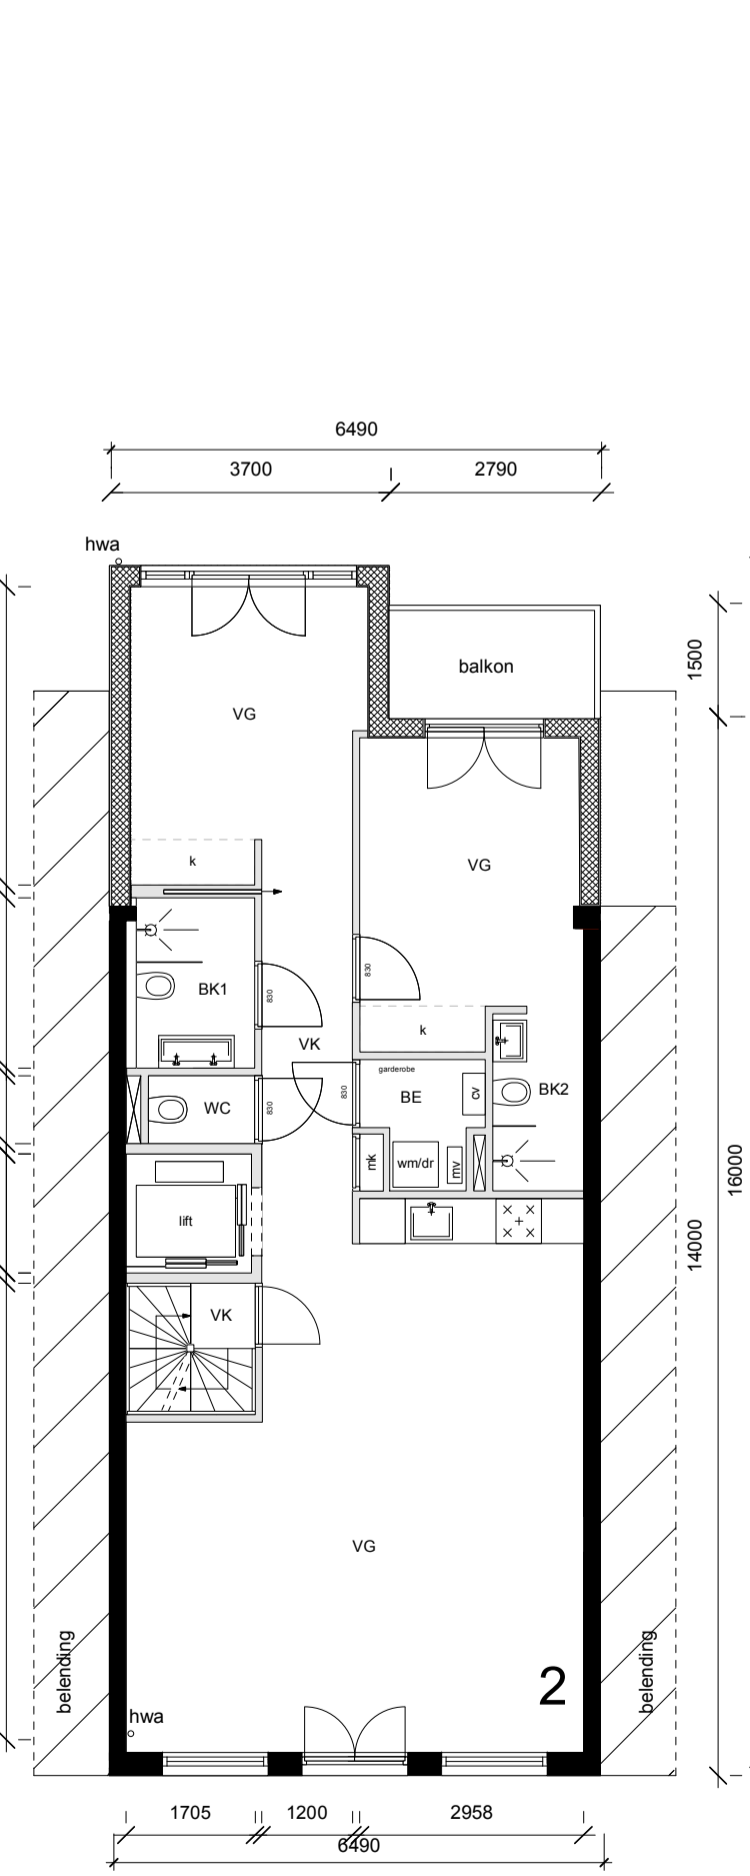 6490
3700 2790
hwa
balkon
1500
VG
k
VG
830
BK1
830
VK
k
garderobe
BE
cv
BK2
WC
830
830
mk
wm/dr
mv
16000
lift
14000
VK
VG
belending
belending
2
hwa
1705 1200 2958
6490